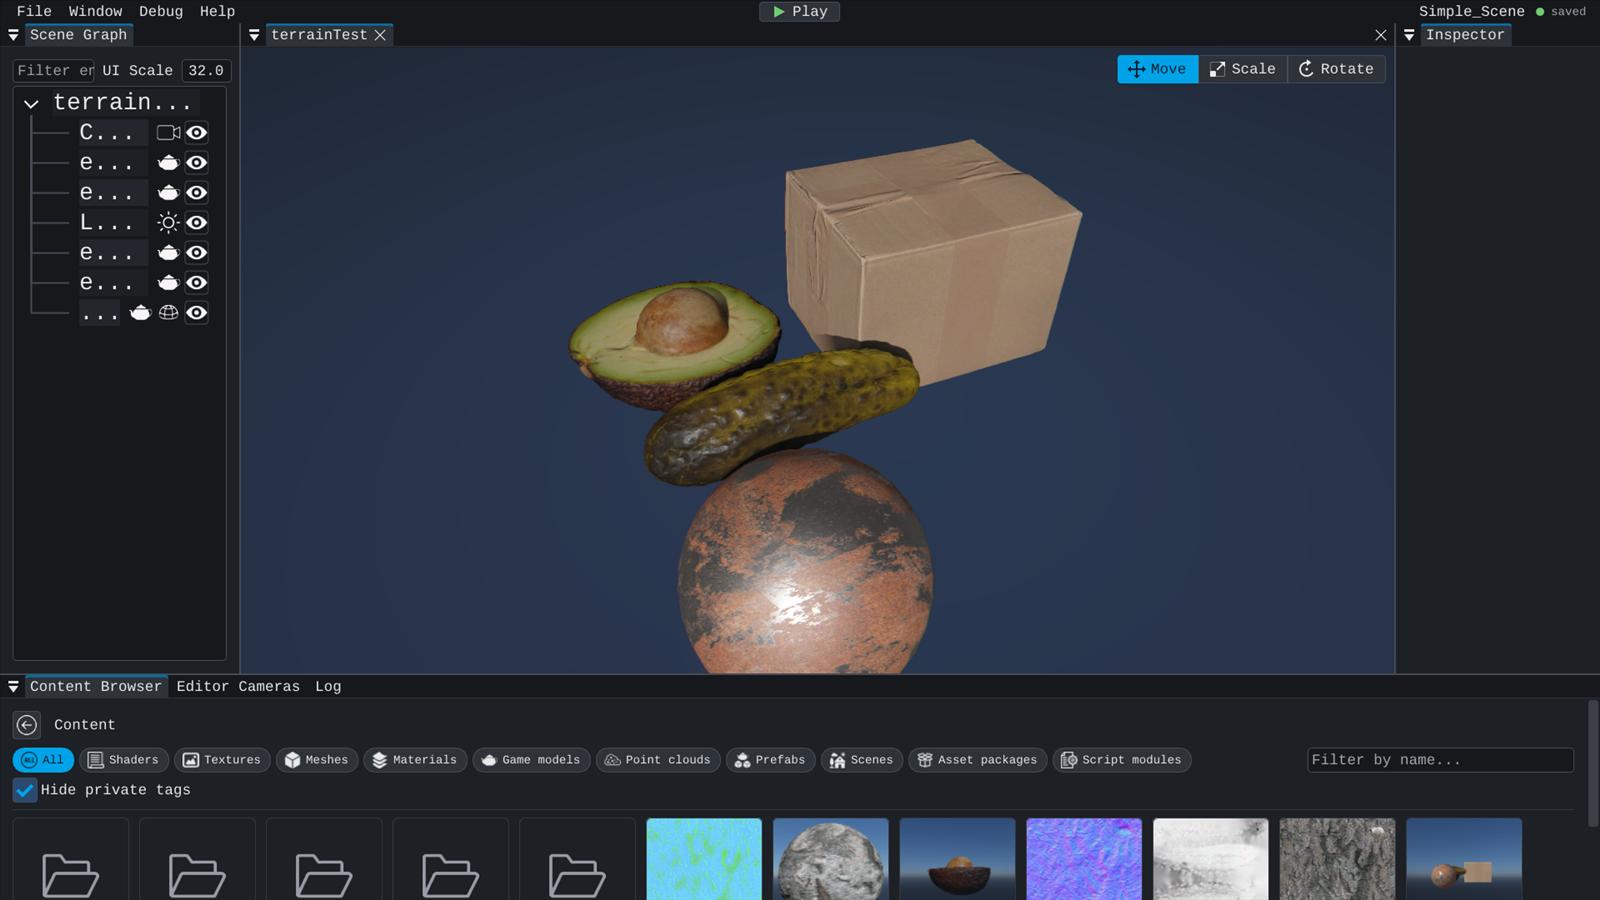 File Window Debug Help
Play
Simple_Scene saved
Scene Graph
terrainTest
Inspector
Filter er UI Scale 32.0
Move Scale Rotate
terrain...
C...
e...
e...
L...
e...
e...
...
Content Browser Editor Cameras Log
Content
All Shaders Textures Meshes Materials Game models Point clouds Prefabs Scenes Asset packages Script modules
Filter by name...
Hide private tags